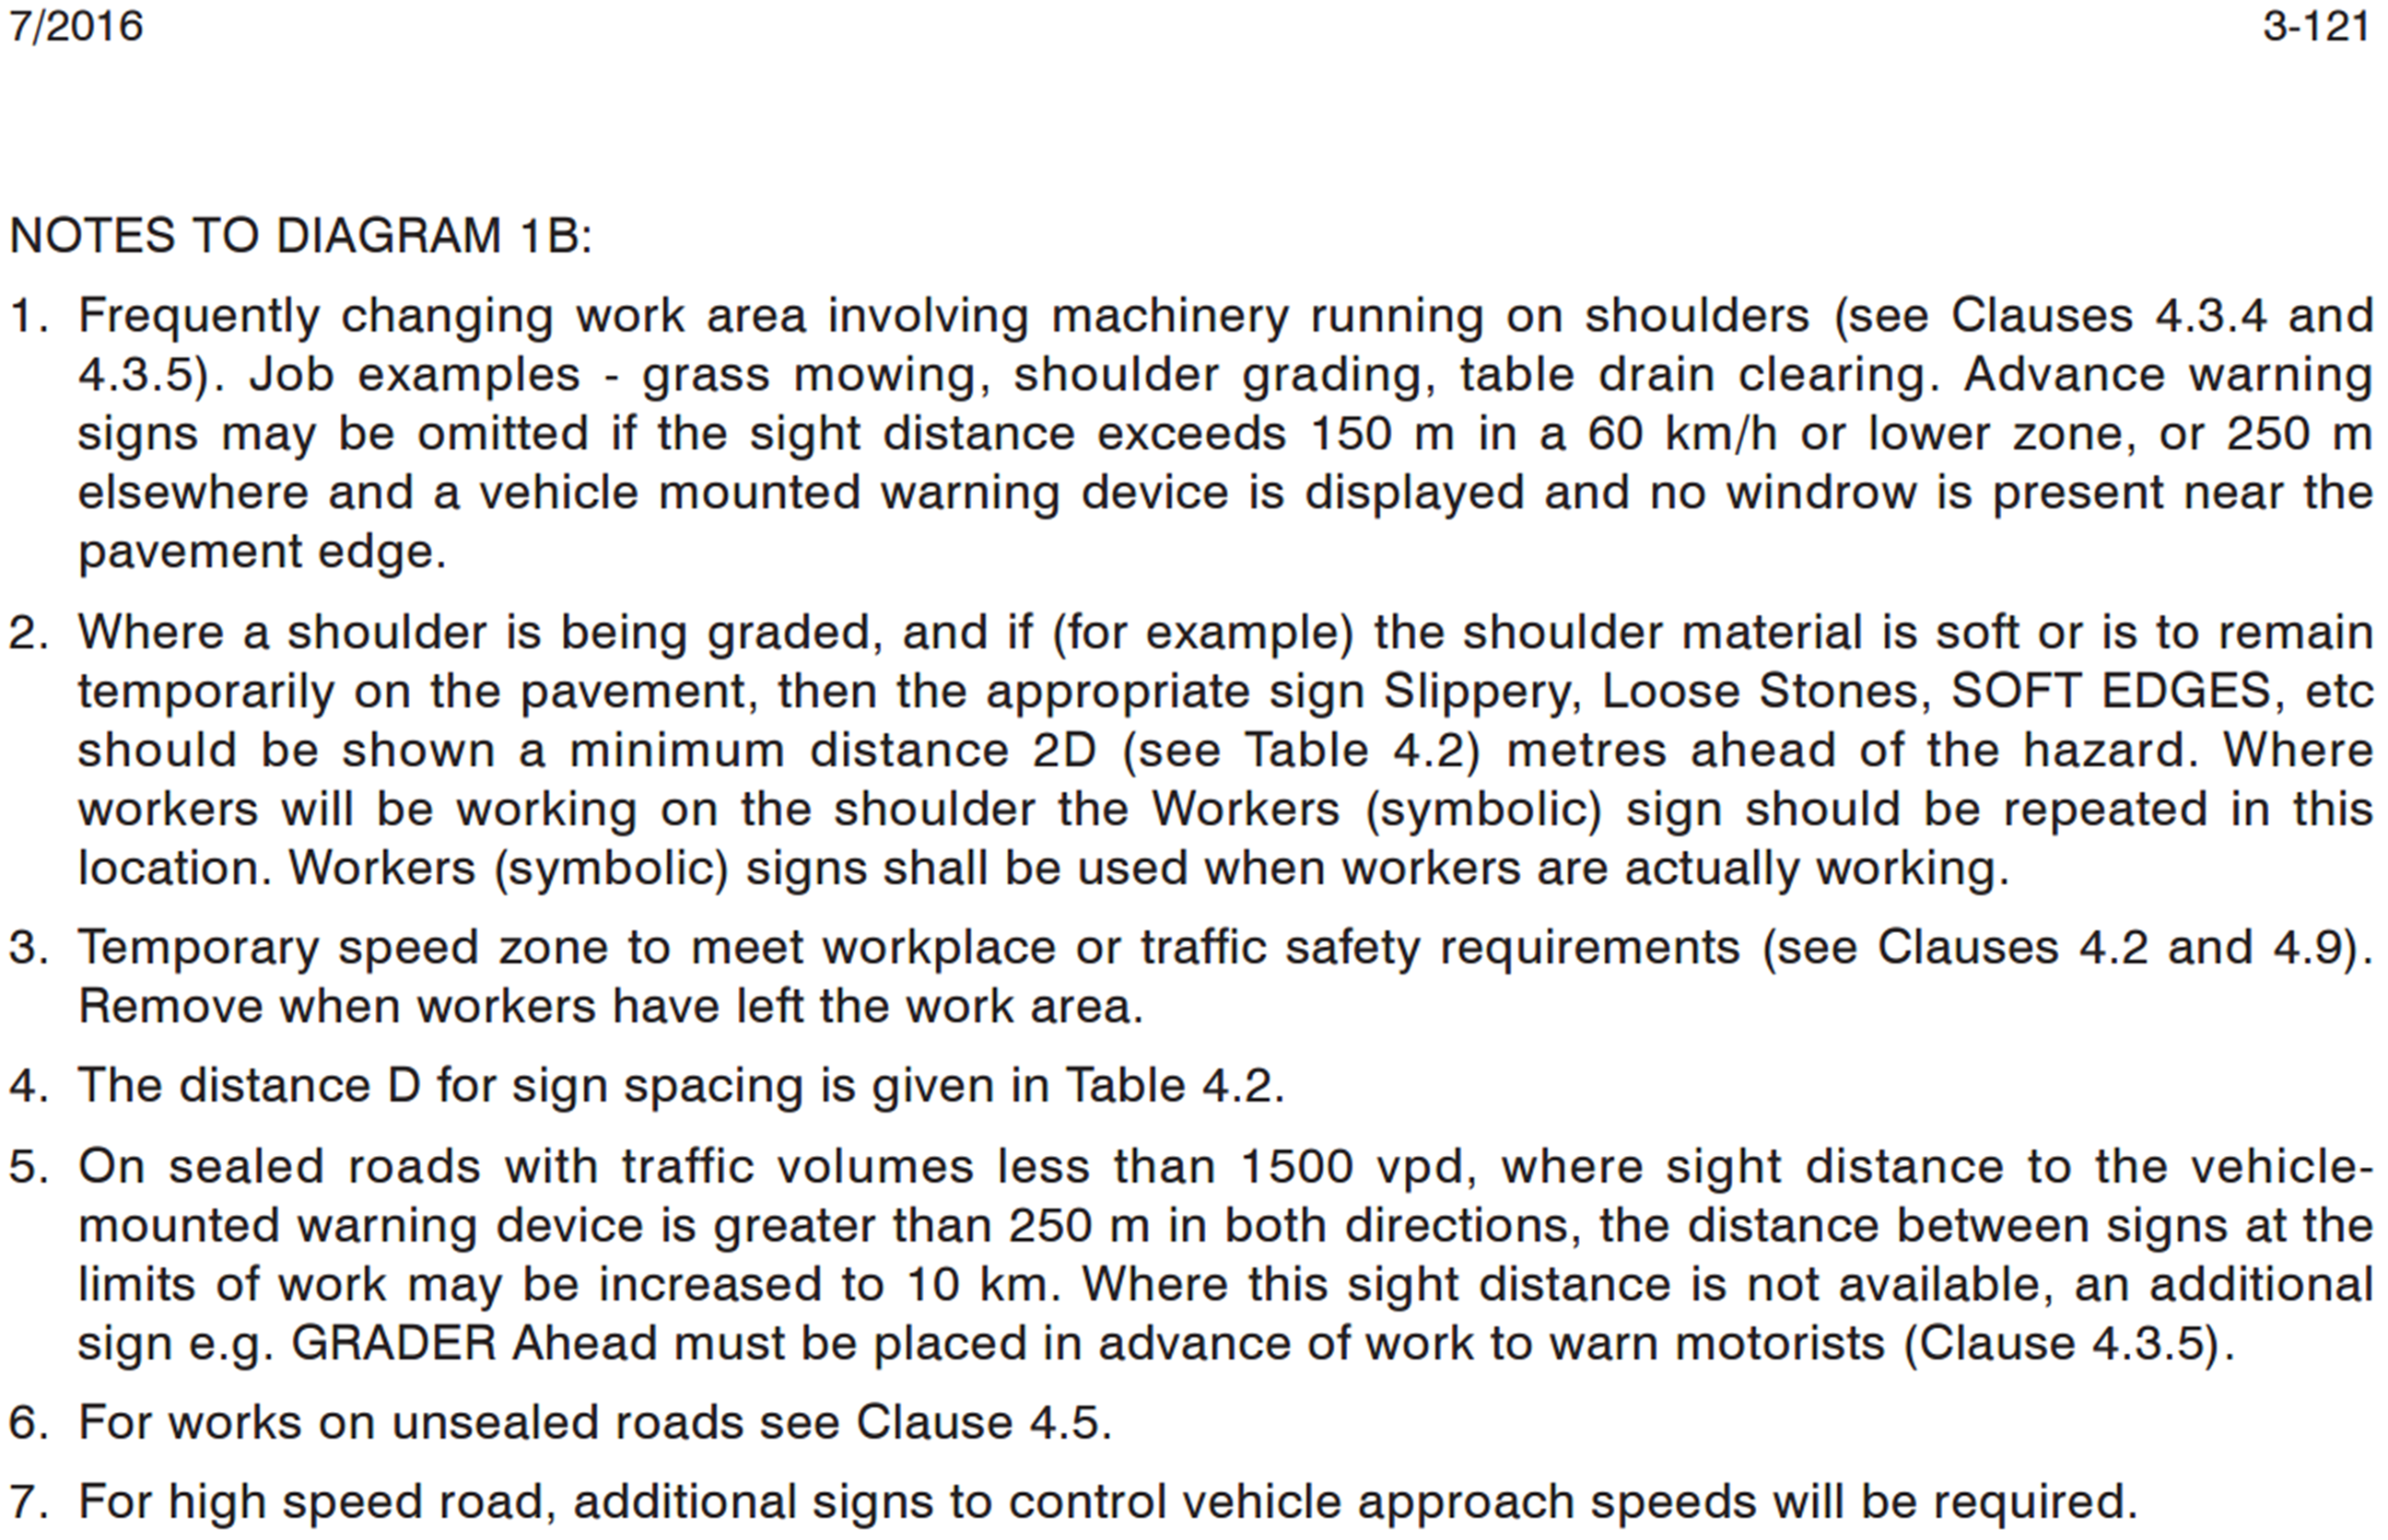 7/2016 3-121
NOTES TO DIAGRAM 1B:
1. Frequently changing work area involving machinery running on shoulders (see Clauses 4.3.4 and
4.3.5). Job examples - grass mowing, shoulder grading, table drain clearing. Advance warning
signs may be omitted if the sight distance exceeds 150 m in a 60 km/h or lower zone, or 250 m
elsewhere and a vehicle mounted warning device is displayed and no windrow is present near the
pavement edge.
2. Where a shoulder is being graded, and if (for example) the shoulder material is soft or is to remain
temporarily on the pavement, then the appropriate sign Slippery, Loose Stones, SOFT EDGES, etc
should be shown a minimum distance 2D (see Table 4.2) metres ahead of the hazard. Where
workers will be working on the shoulder the Workers (symbolic) sign should be repeated in this
location. Workers (symbolic) signs shall be used when workers are actually working.
3. Temporary speed zone to meet workplace or traffic safety requirements (see Clauses 4.2 and 4.9).
Remove when workers have left the work area.
4. The distance D for sign spacing is given in Table 4.2.
5. On sealed roads with traffic volumes less than 1500 vpd, where sight distance to the vehicle-
mounted warning device is greater than 250 m in both directions, the distance between signs at the
limits of work may be increased to 10 km. Where this sight distance is not available, an additional
sign e.g. GRADER Ahead must be placed in advance of work to warn motorists (Clause 4.3.5).
6. For works on unsealed roads see Clause 4.5.
7. For high speed road, additional signs to control vehicle approach speeds will be required.